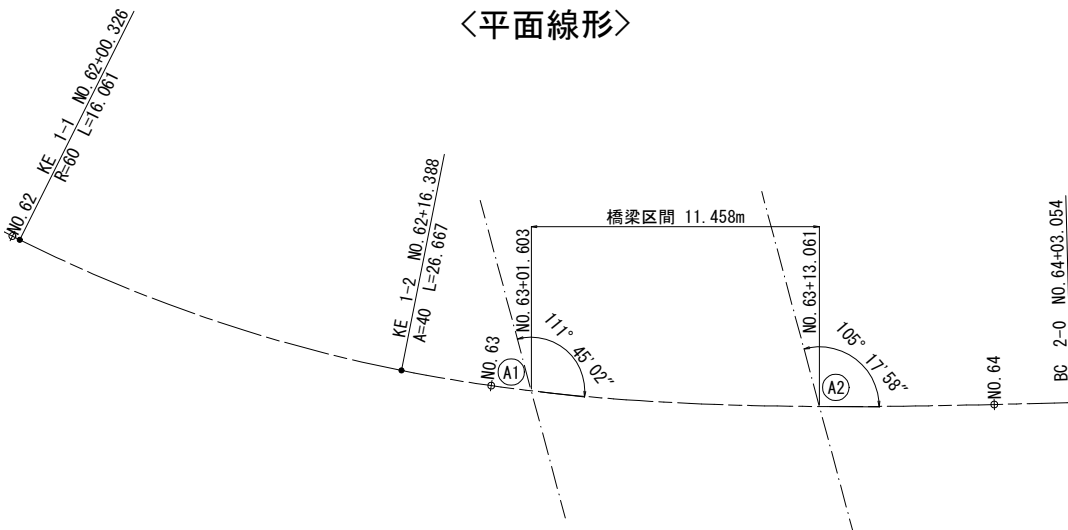 <平面線形>
NO.62
KE 1-1 NO.62+00.326
R=60 L=16.061
KE 1-2 NO.62+16.388
A=40 L=26.667
NO.63
A1
NO.63+01.603
111° 45′02″
橋梁区間 11.458m
NO.63+13.061
A2
105° 17′58″
NO.64
BC 2-0 NO.64+03.054